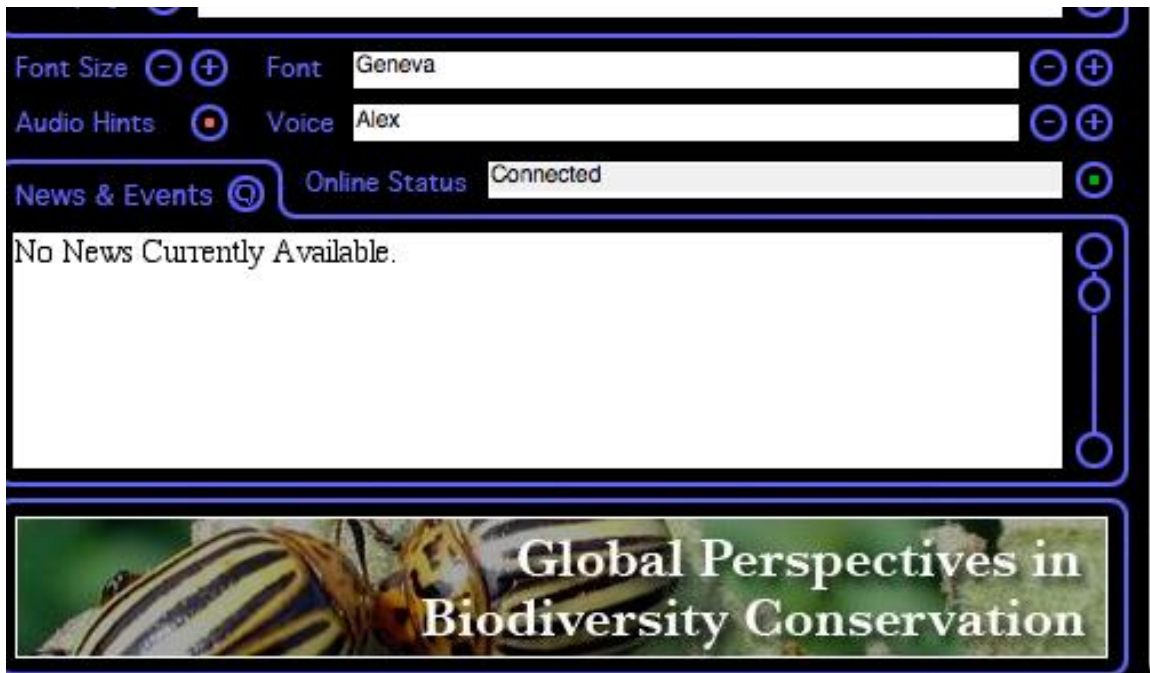 Font Size - + Font Geneva - +
Audio Hints Voice Alex - +
News & Events Online Status Connected
No News Currently Available.
Global Perspectives in
Biodiversity Conservation